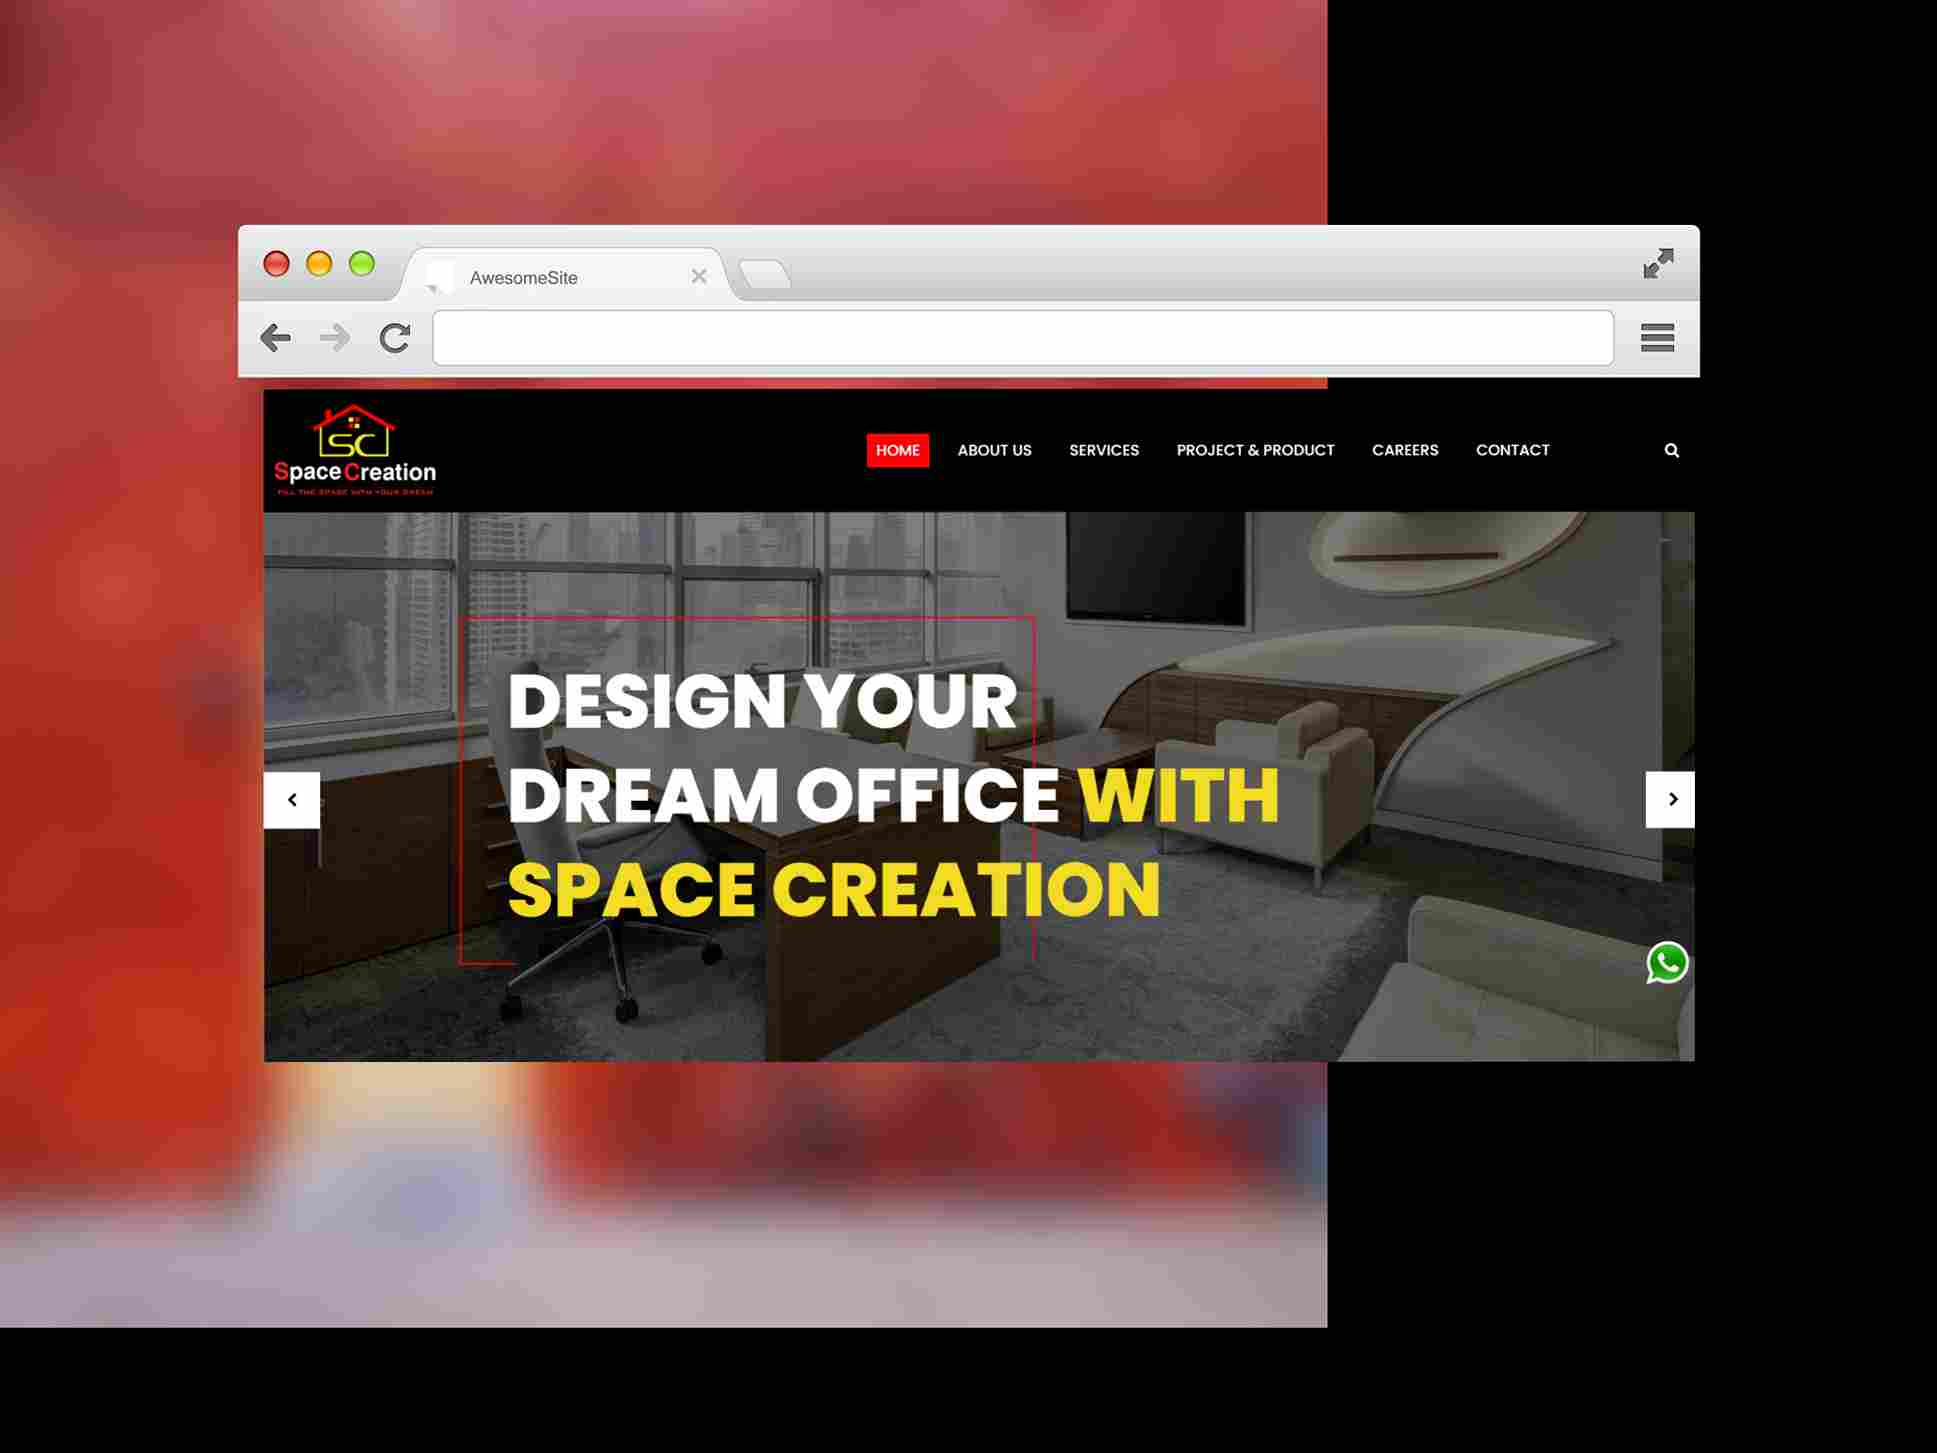 AwesomeSite
SC
Space Creation
FILL THE SPACE WITH YOUR DREAM
HOME ABOUT US SERVICES PROJECT & PRODUCT CAREERS CONTACT
DESIGN YOUR
DREAM OFFICE WITH
SPACE CREATION